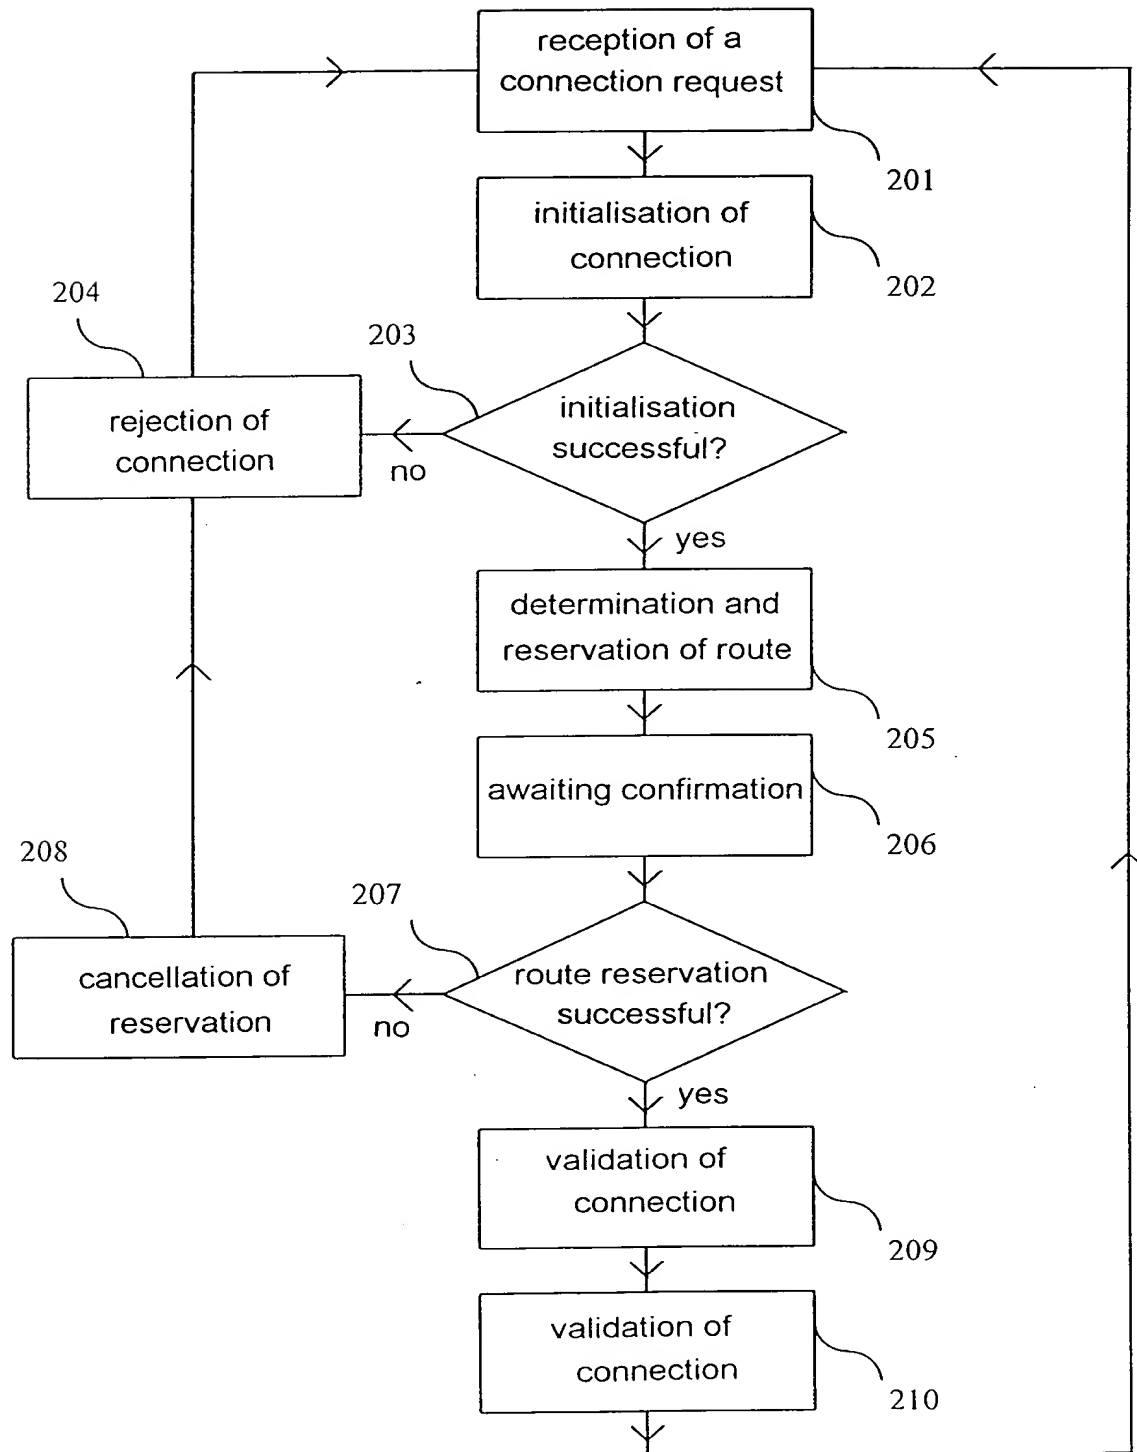 reception of a
connection request
201
initialisation of
connection
202
204
203
rejection of
connection
initialisation
successful?
no
yes
determination and
reservation of route
205
awaiting confirmation
206
208
207
cancellation of
reservation
route reservation
successful?
no
yes
validation of
connection
209
validation of
connection
210